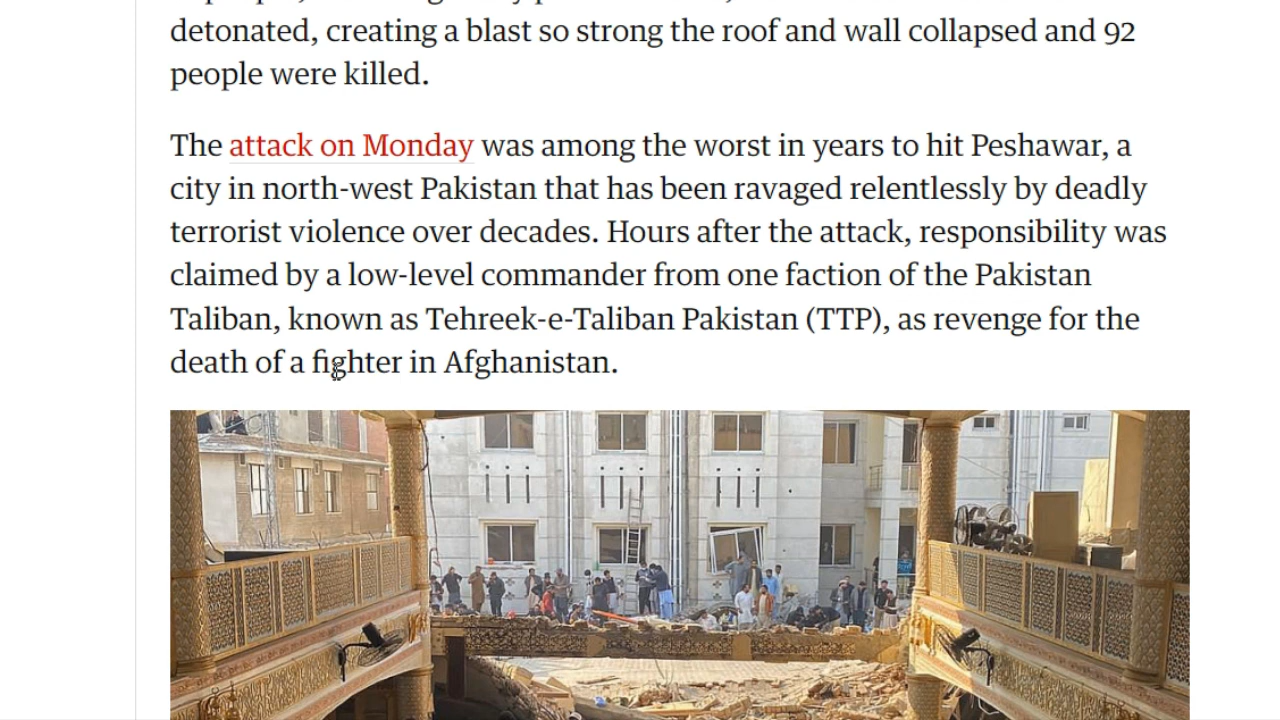 detonated, creating a blast so strong the roof and wall collapsed and 92
people were killed.
The attack on Monday was among the worst in years to hit Peshawar, a
city in north-west Pakistan that has been ravaged relentlessly by deadly
terrorist violence over decades. Hours after the attack, responsibility was
claimed by a low-level commander from one faction of the Pakistan
Taliban, known as Tehreek-e-Taliban Pakistan (TTP), as revenge for the
death of a fighter in Afghanistan.